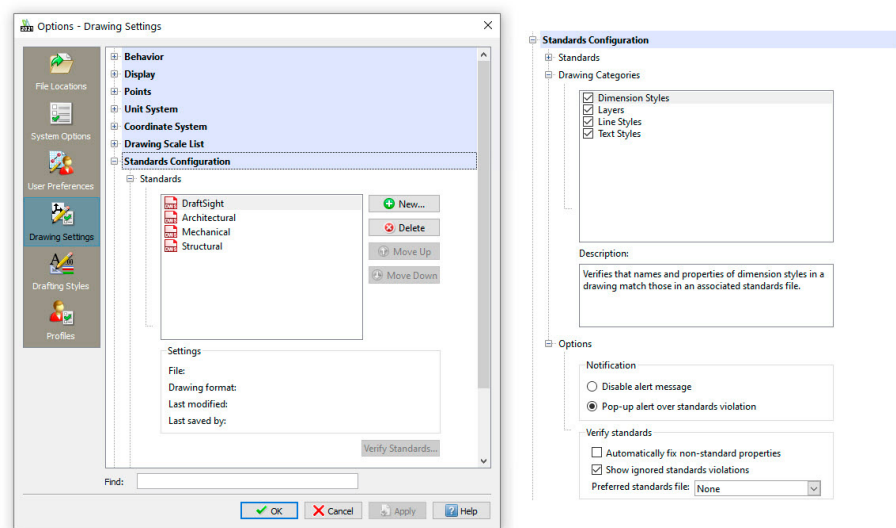 2021 Options - Drawing Settings
File Locations
System Options
User Preferences
Drawing Settings
Drafting Styles
Profiles
Behavior
Display
Points
Unit System
Coordinate System
Drawing Scale List
Standards Configuration
Standards
DraftSight
Architectural
Mechanical
Structural
New...
Delete
Move Up
Move Down
Settings
File:
Drawing format:
Last modified:
Last saved by:
Verify Standards...
Find:
OK
Cancel
Apply
Help
Standards Configuration
Standards
Drawing Categories
Dimension Styles
Layers
Line Styles
Text Styles
Description:
Verifies that names and properties of dimension styles in a
drawing match those in an associated standards file.
Options
Notification
Disable alert message
Pop-up alert over standards violation
Verify standards
Automatically fix non-standard properties
Show ignored standards violations
Preferred standards file: None